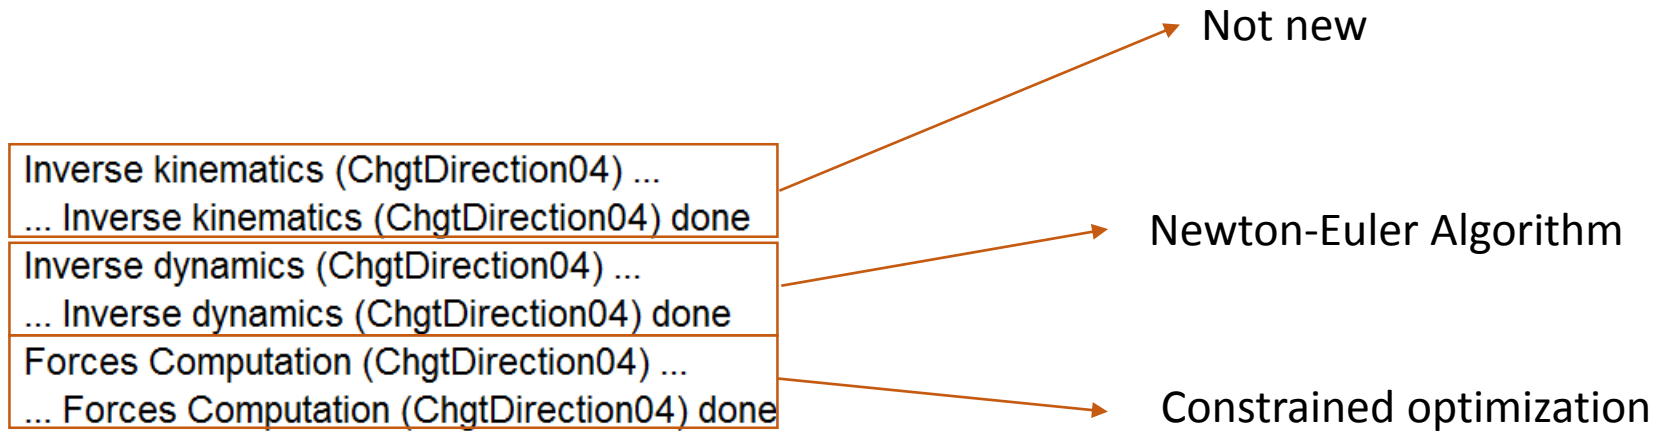 Not new
Inverse kinematics (ChgtDirection04) ...
... Inverse kinematics (ChgtDirection04) done
Newton-Euler Algorithm
Inverse dynamics (ChgtDirection04) ...
... Inverse dynamics (ChgtDirection04) done
Forces Computation (ChgtDirection04) ...
... Forces Computation (ChgtDirection04) done
Constrained optimization